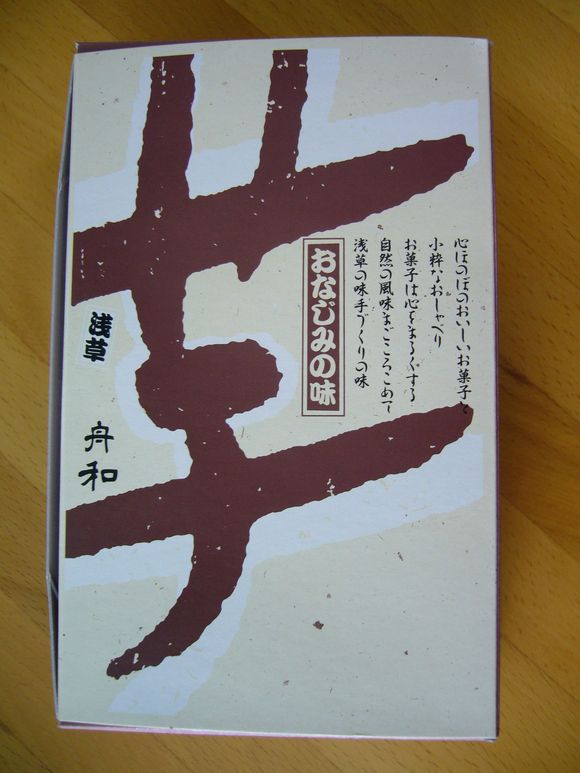 芋
心ほのぼのおいしいお菓子と
小粋なおしゃべり
お菓子は心をまるくする
自然の風味まごころこめて
浅草の味手づくりの味
おなじみの味
浅草
舟和